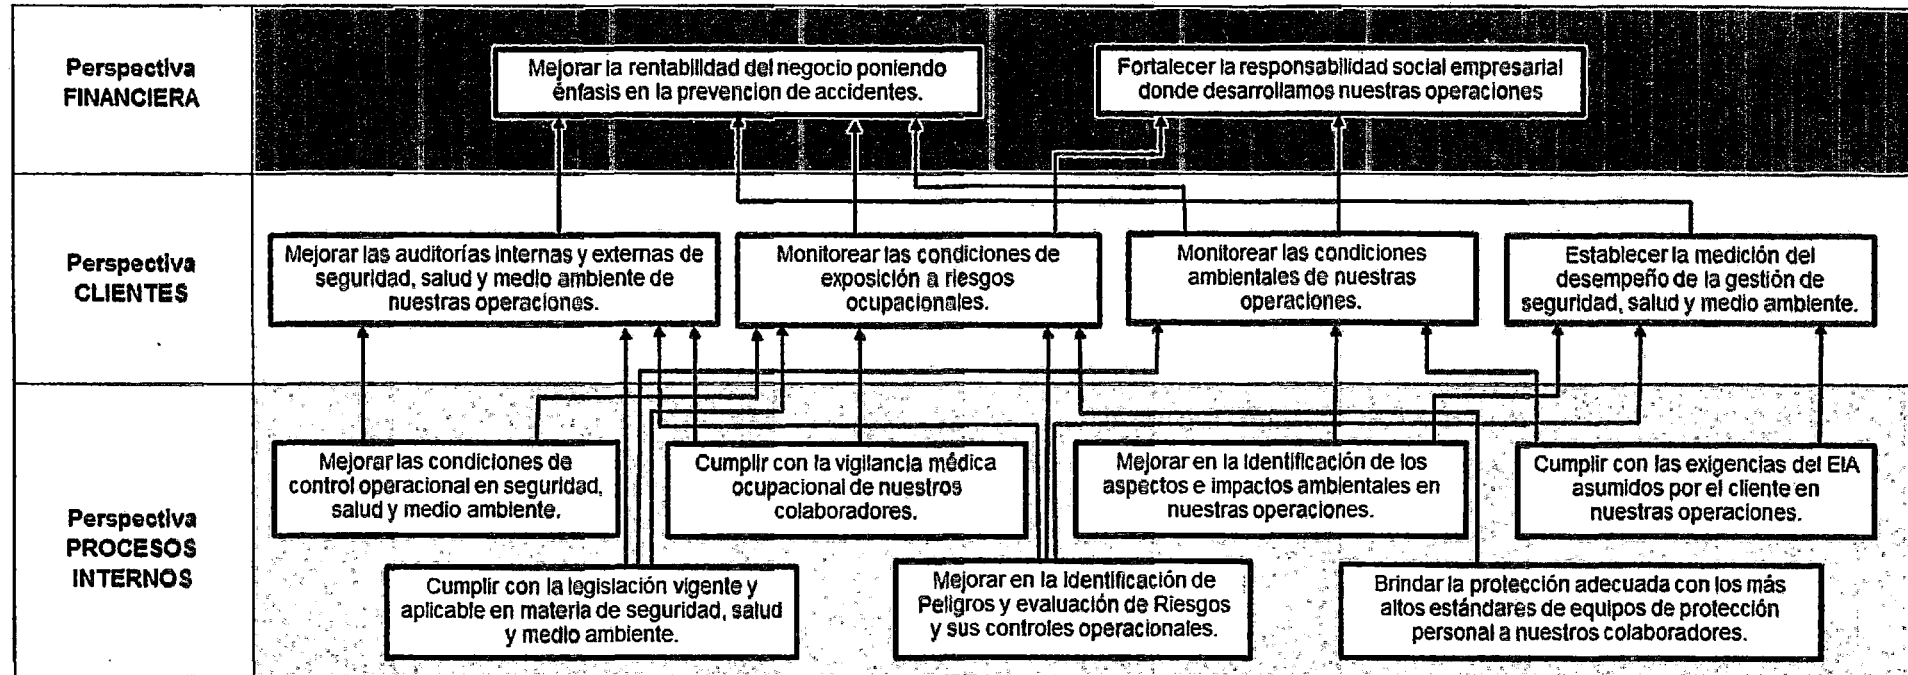 Perspectiva
FINANCIERA
Mejorar la rentabilidad del negocio poniendo
énfasis en la prevencion de accidentes.
Fortalecer la responsabilidad social empresarial
donde desarrollamos nuestras operaciones
Perspectiva
CLIENTES
Mejorar las auditorías internas y externas de
seguridad, salud y medio ambiente de
nuestras operaciones.
Monitorear las condiciones de
exposición a riesgos
ocupacionales.
Monitorear las condiciones
ambientales de nuestras
operaciones.
Establecer la medición del
desempeño de la gestión de
seguridad, salud y medio ambiente.
Perspectiva
PROCESOS
INTERNOS
Mejorar las condiciones de
control operacional en seguridad,
salud y medio ambiente.
Cumplir con la vigilancia médica
ocupacional de nuestros
colaboradores.
Mejorar en la Identificación de los
aspectos e impactos ambientales en
nuestras operaciones.
Cumplir con las exigencias del EIA
asumidos por el cliente en
nuestras operaciones.
Cumplir con la legislación vigente y
aplicable en materia de seguridad, salud
y medio ambiente.
Mejorar en la Identificación de
Peligros y evaluación de Riesgos
y sus controles operacionales.
Brindar la protección adecuada con los más
altos estándares de equipos de protección
personal a nuestros colaboradores.